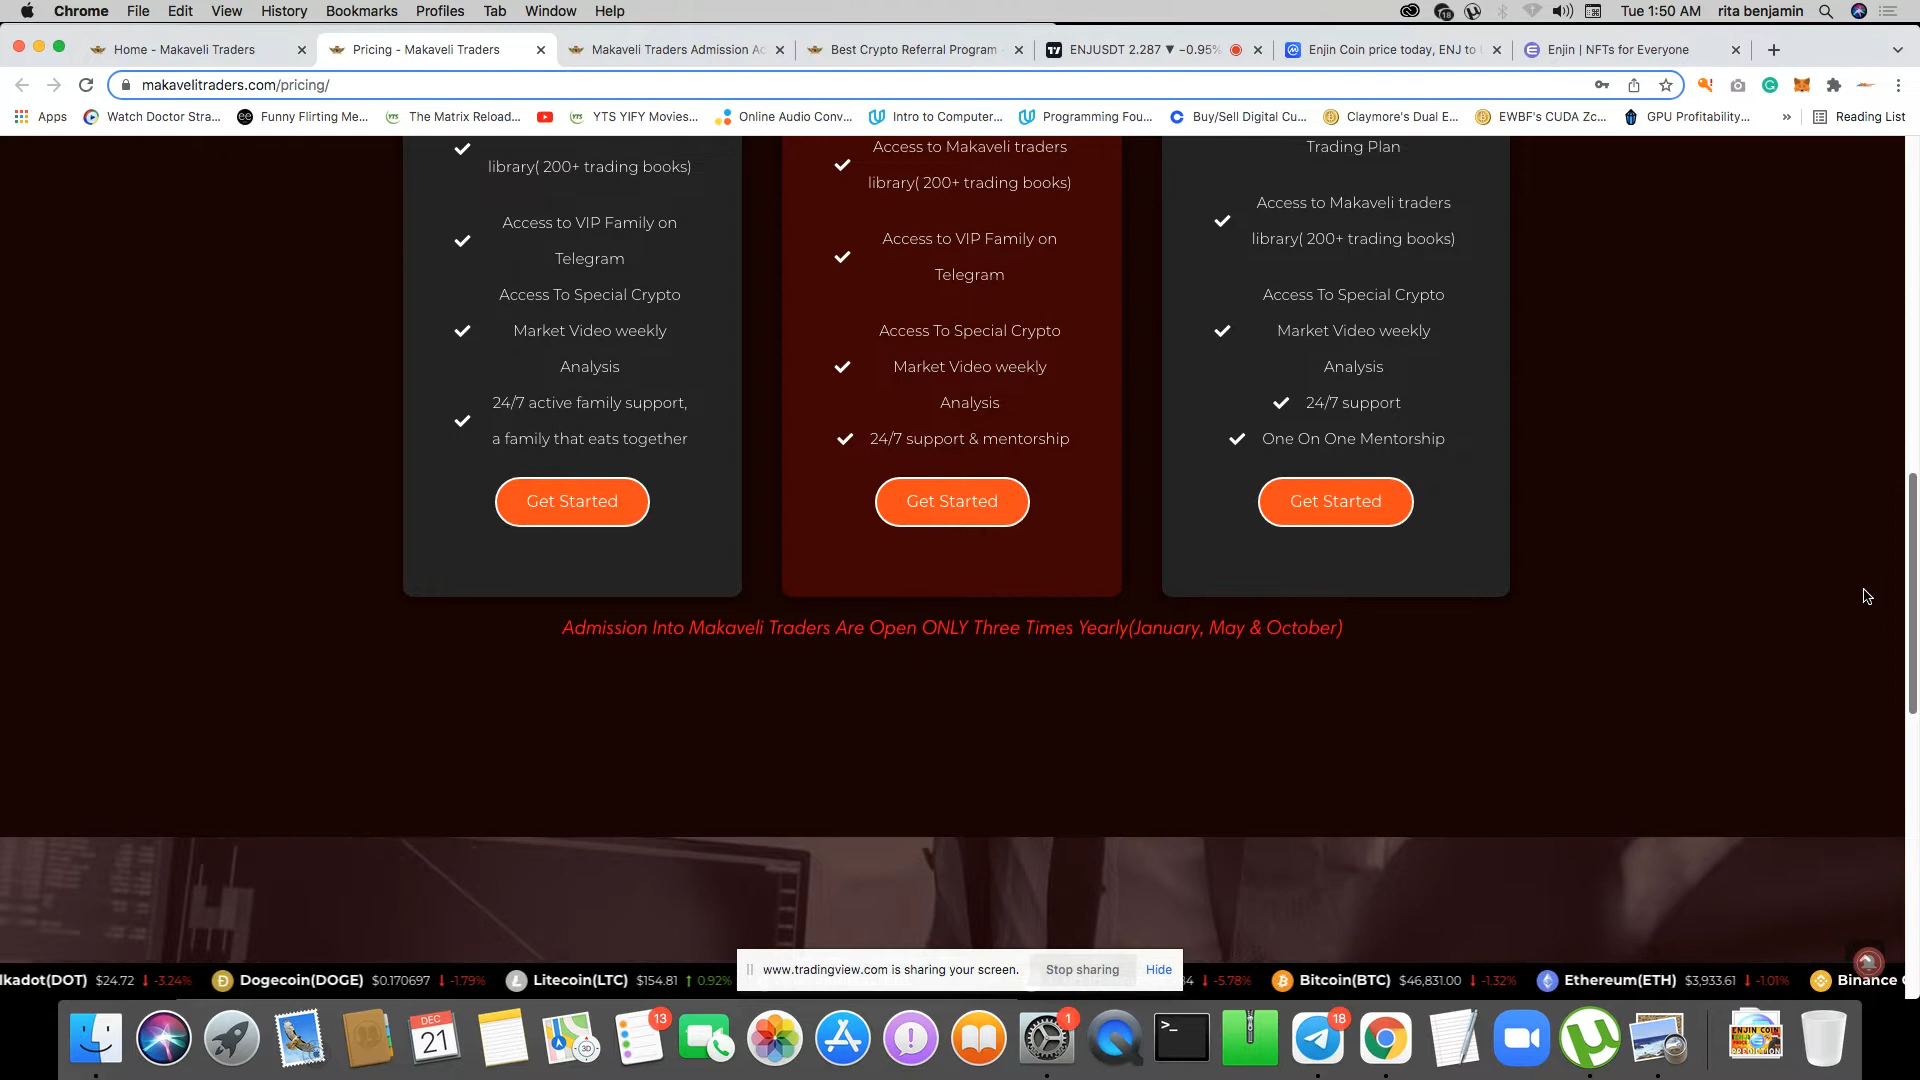 Chrome File Edit View History Bookmarks Profiles Tab Window Help
18
Tue 1:50 AM rita benjamin
Home - Makaveli Traders
Pricing - Makaveli Traders
Makaveli Traders Admission Ac
Best Crypto Referral Program -
ENJUSDT 2.287 ▼ −0.95%
Enjin Coin price today, ENJ to
Enjin | NFTs for Everyone
makavelitraders.com/pricing/
Apps
Watch Doctor Stra...
Funny Flirting Me...
The Matrix Reload...
YTS YIFY Movies...
Online Audio Conv...
Intro to Computer...
Programming Fou...
Buy/Sell Digital Cu...
Claymore's Dual E...
EWBF's CUDA Zc...
GPU Profitability...
»
Reading List
library( 200+ trading books)
Access to VIP Family on
Telegram
Access To Special Crypto
Market Video weekly
Analysis
24/7 active family support,
a family that eats together
Get Started
Access to Makaveli traders
library( 200+ trading books)
Access to VIP Family on
Telegram
Access To Special Crypto
Market Video weekly
Analysis
24/7 support & mentorship
Get Started
Trading Plan
Access to Makaveli traders
library( 200+ trading books)
Access To Special Crypto
Market Video weekly
Analysis
24/7 support
One On One Mentorship
Get Started
Admission Into Makaveli Traders Are Open ONLY Three Times Yearly(January, May & October)
lkadot(DOT) $24.72 ↓ -3.24%
Dogecoin(DOGE) $0.170697 ↓ -1.79%
Litecoin(LTC) $154.81 ↑ 0.92%
www.tradingview.com is sharing your screen.
Stop sharing
Hide
84 ↓ -5.78%
Bitcoin(BTC) $46,831.00 ↓ -1.32%
Ethereum(ETH) $3,933.61 ↓ -1.01%
Binance C
DEC
21
13
1
18
ENJIN COIN